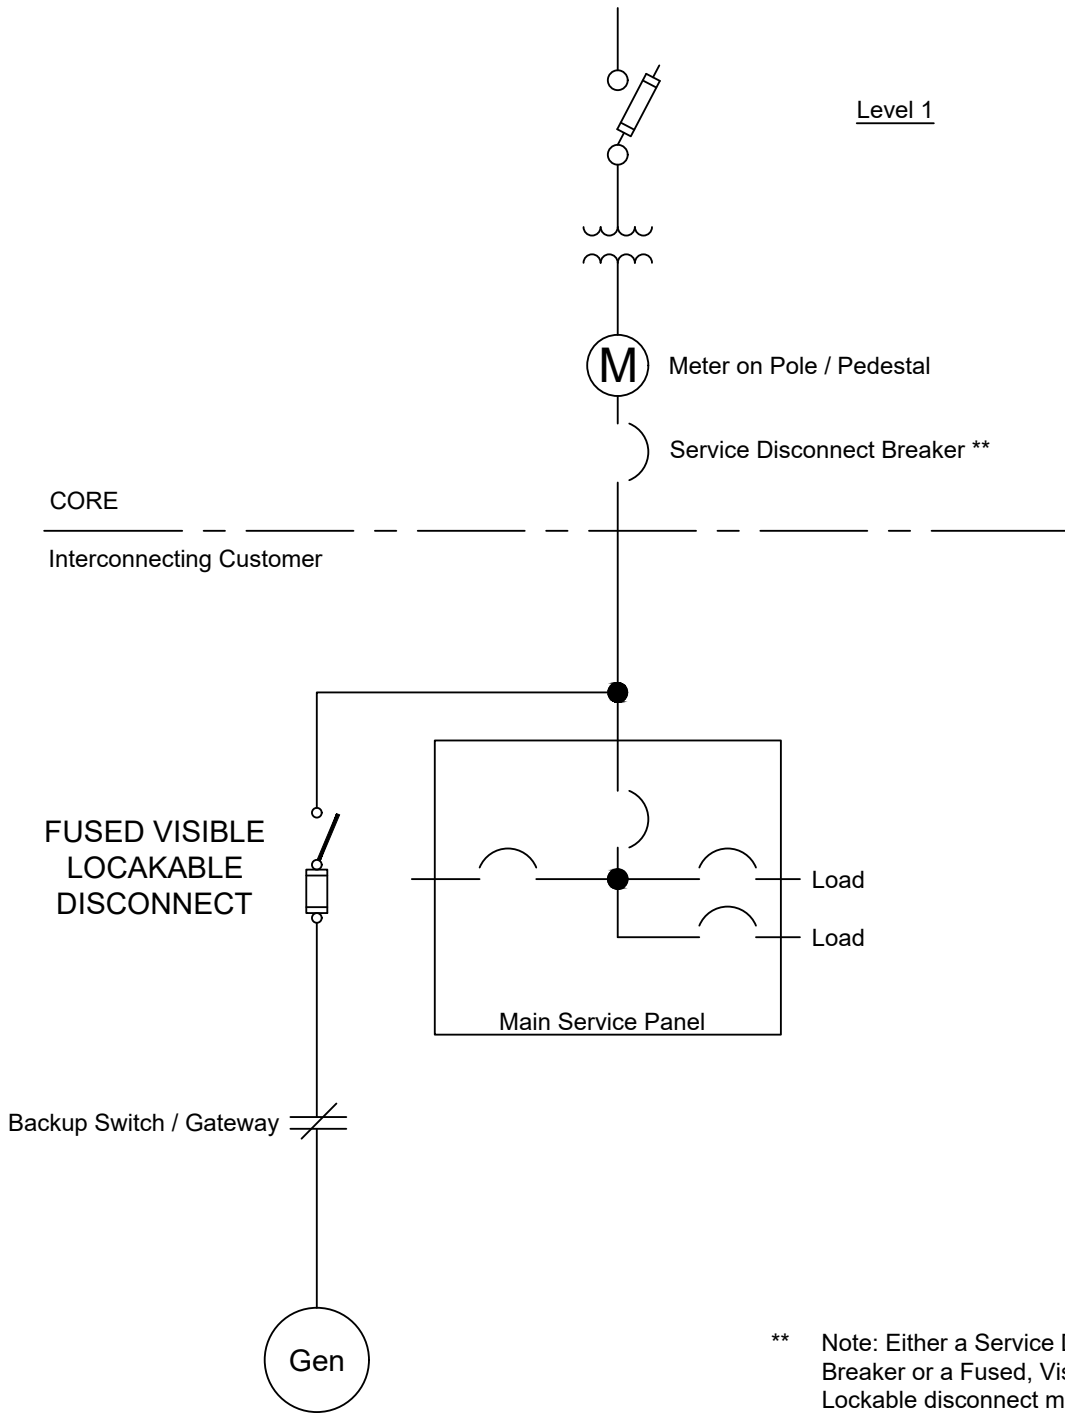 Level 1
M
Meter on Pole / Pedestal
Service Disconnect Breaker **
CORE
Interconnecting Customer
FUSED VISIBLE
LOCAKABLE
DISCONNECT
Load
Load
Main Service Panel
Backup Switch / Gateway
Gen
** Note: Either a Service
Breaker or a Fused,
Lockable disconnect